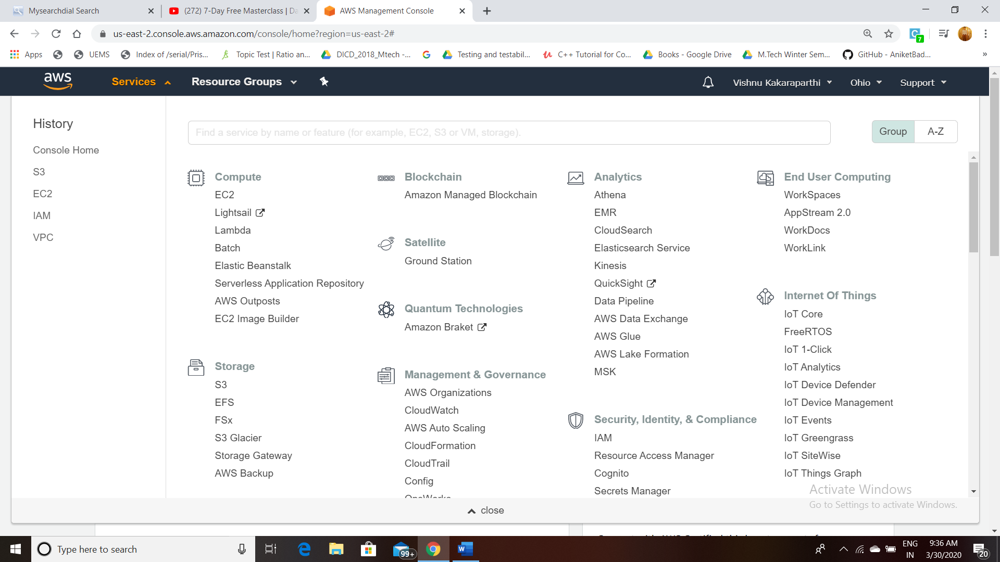 Mysearchdial Search
(272) 7-Day Free Masterclass | Da
AWS Management Console
us-east-2.console.aws.amazon.com/console/home?region=us-east-2#
7
Apps
UEMS
Index of /serial/Pris...
Topic Test | Ratio an...
DICD_2018_Mtech -...
Testing and testabil...
C++ Tutorial for Co...
Books - Google Drive
M.Tech Winter Sem...
GitHub - AniketBad...
»
aws
Services
Resource Groups
Vishnu Kakaraparthi
Ohio
Support
History
Console Home
S3
EC2
IAM
VPC
Find a service by name or feature (for example, EC2, S3 or VM, storage).
Group
A-Z
Compute
EC2
Lightsail
Lambda
Batch
Elastic Beanstalk
Serverless Application Repository
AWS Outposts
EC2 Image Builder
Storage
S3
EFS
FSx
S3 Glacier
Storage Gateway
AWS Backup
Blockchain
Amazon Managed Blockchain
Satellite
Ground Station
Quantum Technologies
Amazon Braket
Management & Governance
AWS Organizations
CloudWatch
AWS Auto Scaling
CloudFormation
CloudTrail
Config
OpsWorks
Analytics
Athena
EMR
CloudSearch
Elasticsearch Service
Kinesis
QuickSight
Data Pipeline
AWS Data Exchange
AWS Glue
AWS Lake Formation
MSK
Security, Identity, & Compliance
IAM
Resource Access Manager
Cognito
Secrets Manager
End User Computing
WorkSpaces
AppStream 2.0
WorkDocs
WorkLink
Internet Of Things
IoT Core
FreeRTOS
IoT 1-Click
IoT Analytics
IoT Device Defender
IoT Device Management
IoT Events
IoT Greengrass
IoT SiteWise
IoT Things Graph
Activate Windows
Go to Settings to activate Windows.
close
Type here to search
99+
ENG
IN
9:36 AM
3/30/2020
20